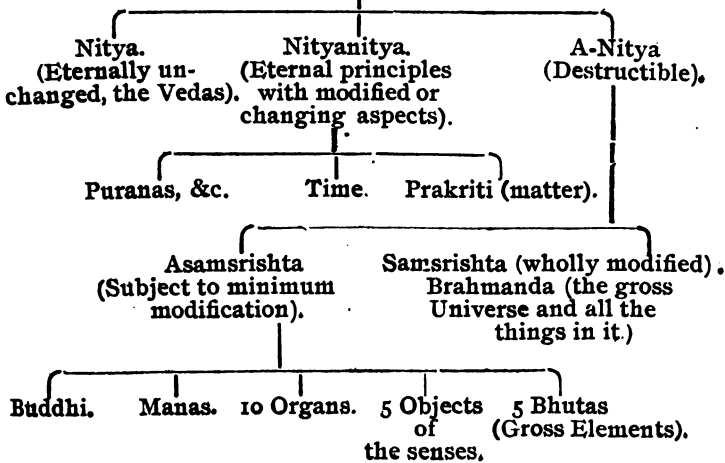 Nitya.
(Eternally un-
changed, the Vedas).
Nityanitya.
(Eternal principles
with modified or
changing aspects).
A-Nitya
(Destructible).
Puranas, &c.
Time.
Prakriti (matter).
Asamsrishta
(Subject to minimum
modification).
Samsrishta (wholly modified).
Brahmanda (the gross
Universe and all the
things in it.)
Buddhi.
Manas.
10 Organs.
5 Objects
of
the senses.
5 Bhutas
(Gross Elements).